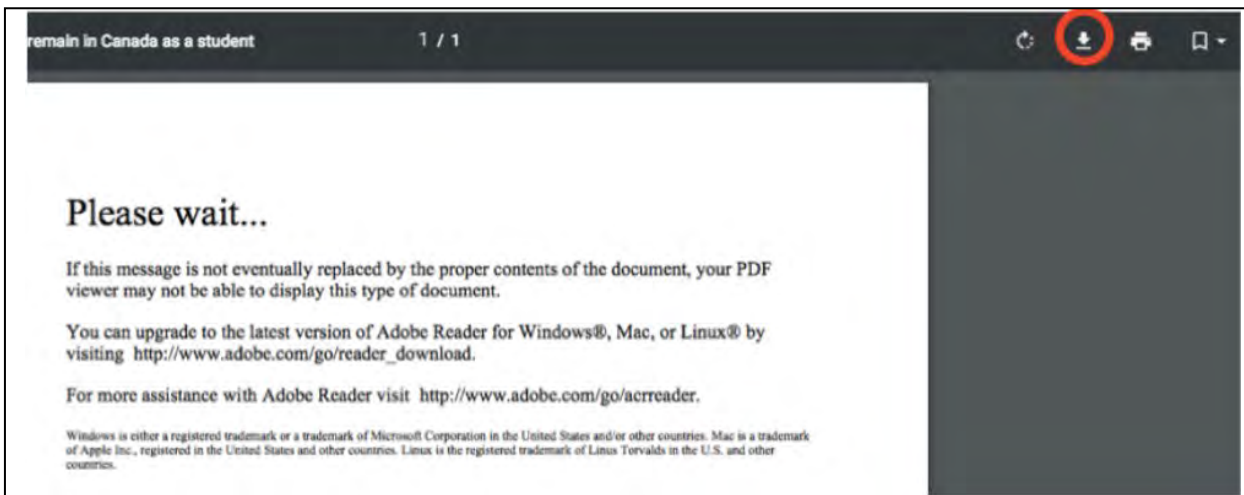 remain in Canada as a student 1 / 1
Please wait...
If this message is not eventually replaced by the proper contents of the document, your PDF
viewer may not be able to display this type of document.
You can upgrade to the latest version of Adobe Reader for Windows®, Mac, or Linux® by
visiting http://www.adobe.com/go/reader_download.
For more assistance with Adobe Reader visit http://www.adobe.com/go/acrreader.
Windows is either a registered trademark or a trademark of Microsoft Corporation in the United States and/or other countries. Mac is a trademark
of Apple Inc., registered in the United States and other countries. Linux is the registered trademark of Linus Torvalds in the U.S. and other
countries.